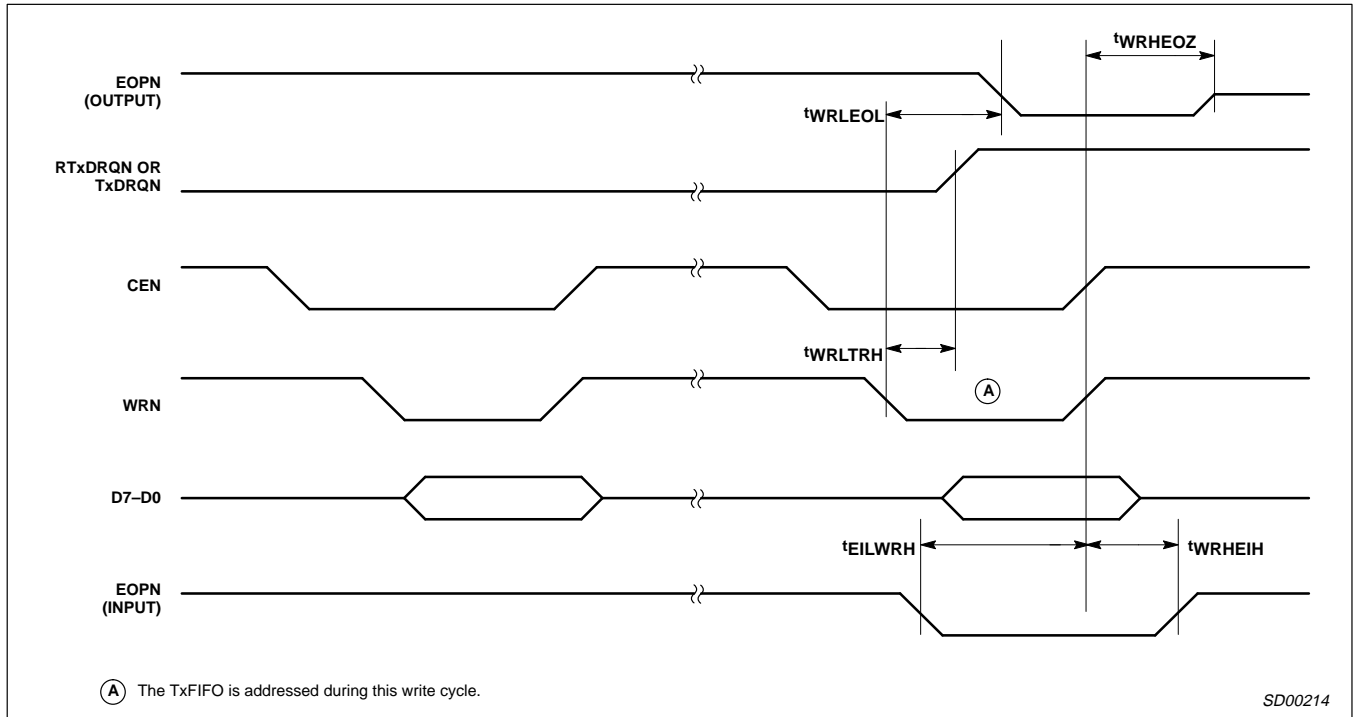 tWRHEOZ
EOPN
(OUTPUT)
tWRLEOL
RTxDRQN OR
TxDRQN
CEN
tWRLTRH
WRN
A
D7–D0
tEILWRH
tWRHEIH
EOPN
(INPUT)
A The TxFIFO is addressed during this write cycle.
SD00214